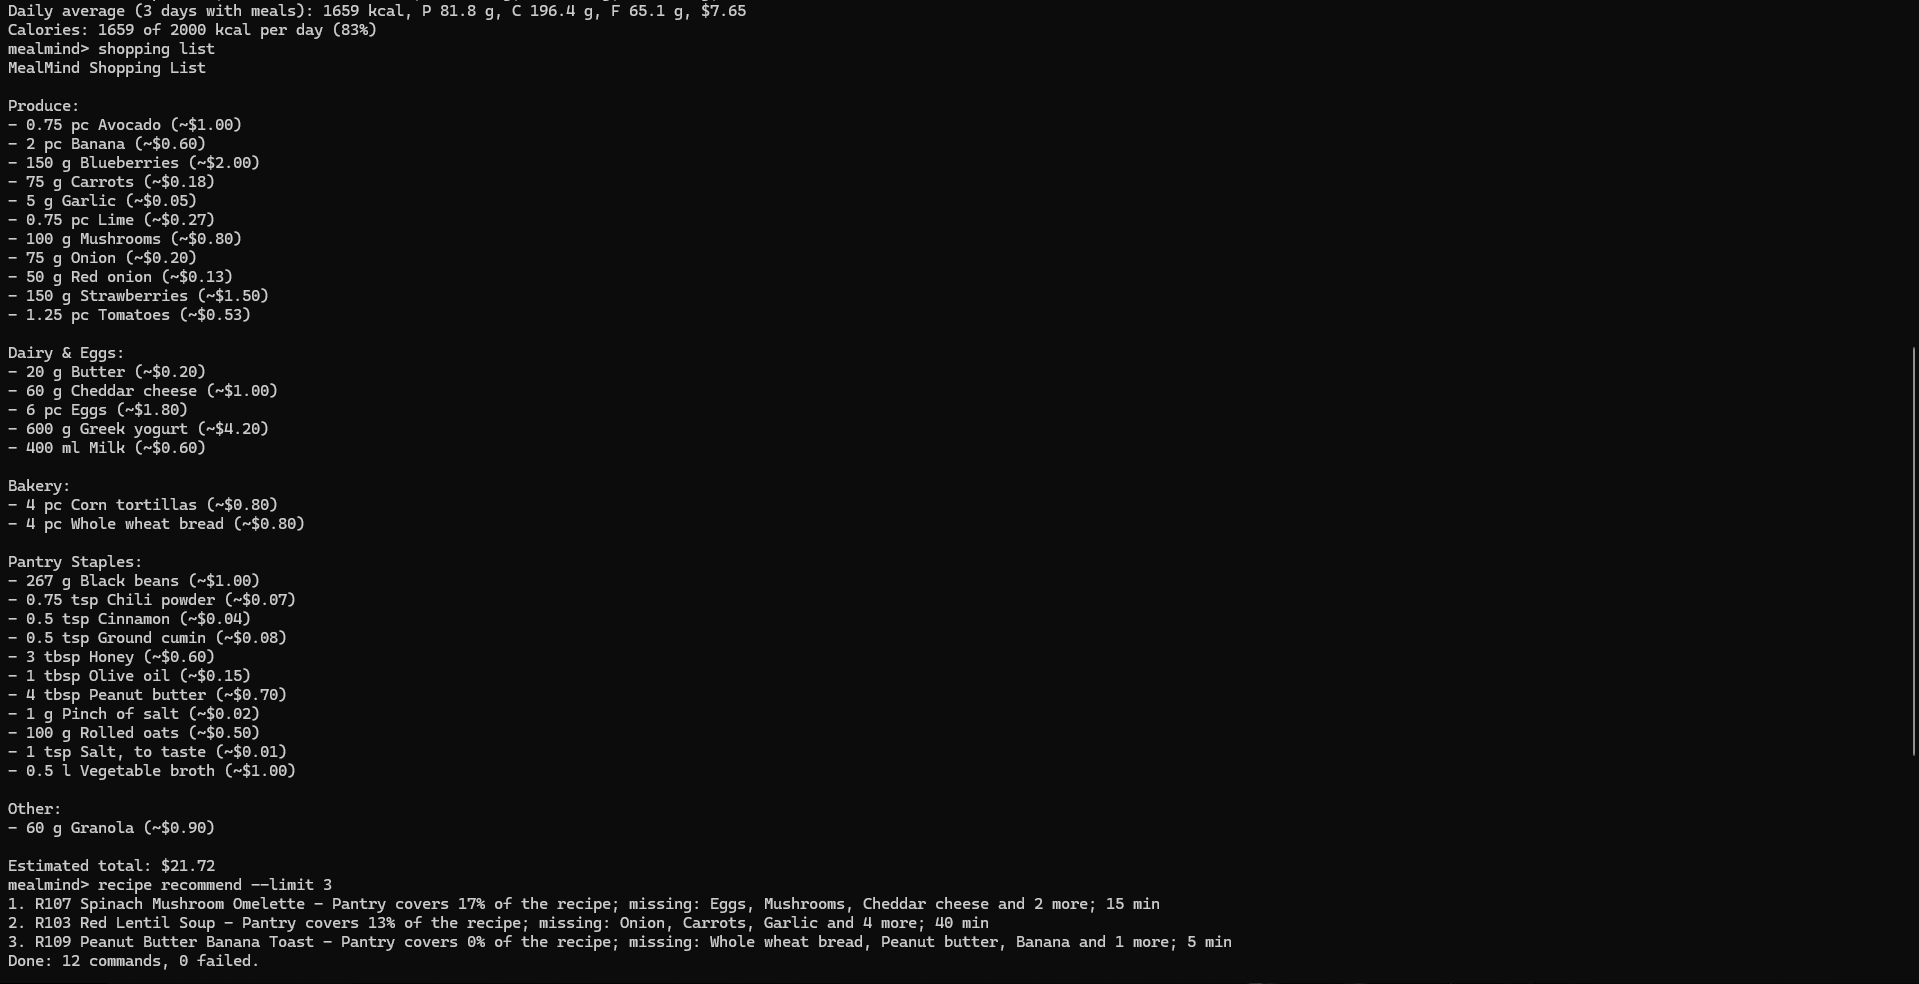 Daily average (3 days with meals): 1659 kcal, P 81.8 g, C 196.4 g, F 65.1 g, $7.65
Calories: 1659 of 2000 kcal per day (83%)
mealmind> shopping list
MealMind Shopping List
Produce:
- 0.75 pc Avocado (~$1.00)
- 2 pc Banana (~$0.60)
- 150 g Blueberries (~$2.00)
- 75 g Carrots (~$0.18)
- 5 g Garlic (~$0.05)
- 0.75 pc Lime (~$0.27)
- 100 g Mushrooms (~$0.80)
- 75 g Onion (~$0.20)
- 50 g Red onion (~$0.13)
- 150 g Strawberries (~$1.50)
- 1.25 pc Tomatoes (~$0.53)
Dairy & Eggs:
- 20 g Butter (~$0.20)
- 60 g Cheddar cheese (~$1.00)
- 6 pc Eggs (~$1.80)
- 600 g Greek yogurt (~$4.20)
- 400 ml Milk (~$0.60)
Bakery:
- 4 pc Corn tortillas (~$0.80)
- 4 pc Whole wheat bread (~$0.80)
Pantry Staples:
- 267 g Black beans (~$1.00)
- 0.75 tsp Chili powder (~$0.07)
- 0.5 tsp Cinnamon (~$0.04)
- 0.5 tsp Ground cumin (~$0.08)
- 3 tbsp Honey (~$0.60)
- 1 tbsp Olive oil (~$0.15)
- 4 tbsp Peanut butter (~$0.70)
- 1 g Pinch of salt (~$0.02)
- 100 g Rolled oats (~$0.50)
- 1 tsp Salt, to taste (~$0.01)
- 0.5 l Vegetable broth (~$1.00)
Other:
- 60 g Granola (~$0.90)
Estimated total: $21.72
mealmind> recipe recommend --limit 3
1. R107 Spinach Mushroom Omelette - Pantry covers 17% of the recipe; missing: Eggs, Mushrooms, Cheddar cheese and 2 more; 15 min
2. R103 Red Lentil Soup - Pantry covers 13% of the recipe; missing: Onion, Carrots, Garlic and 4 more; 40 min
3. R109 Peanut Butter Banana Toast - Pantry covers 0% of the recipe; missing: Whole wheat bread, Peanut butter, Banana and 1 more; 5 min
Done: 12 commands, 0 failed.